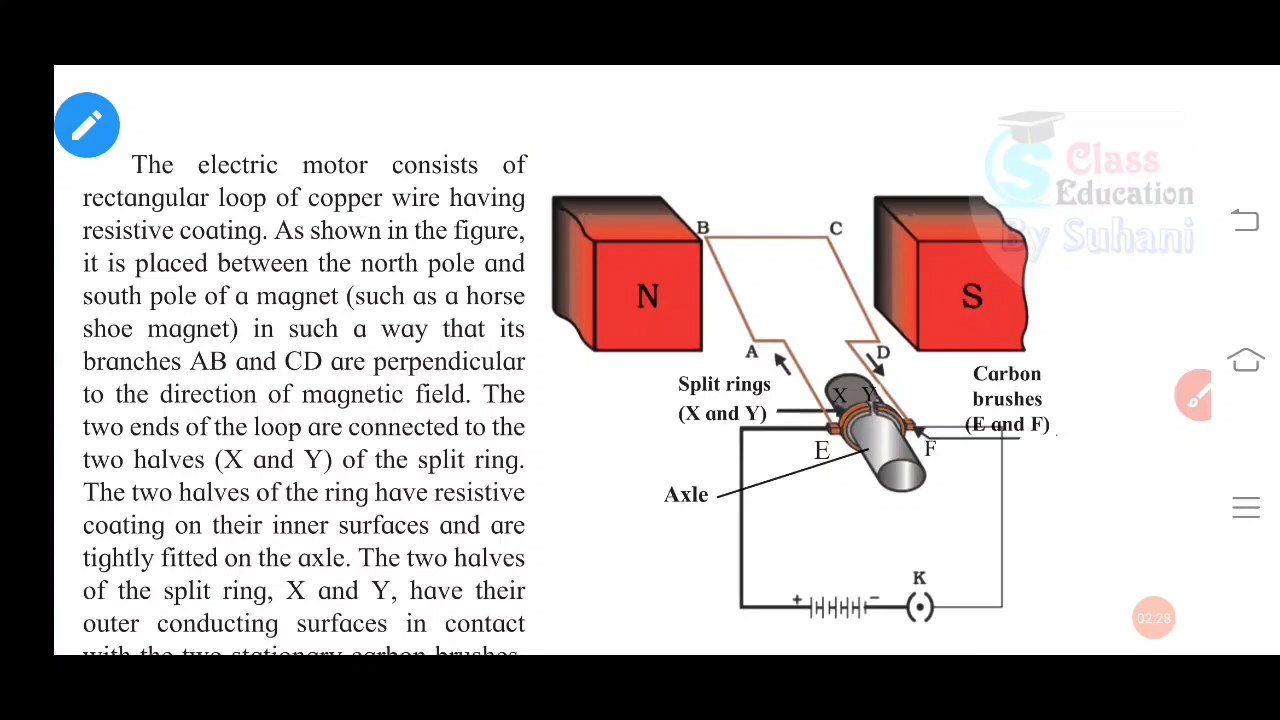 The electric motor consists of
rectangular loop of copper wire having
resistive coating. As shown in the figure,
it is placed between the north pole and
south pole of a magnet (such as a horse
shoe magnet) in such a way that its
branches AB and CD are perpendicular
to the direction of magnetic field. The
two ends of the loop are connected to the
two halves (X and Y) of the split ring.
The two halves of the ring have resistive
coating on their inner surfaces and are
tightly fitted on the axle. The two halves
of the split ring, X and Y, have their
outer conducting surfaces in contact
with the two stationary carbon brushes,
S Class
Education
By Suhani
B
C
N
S
A
D
Split rings
(X and Y)
X
Y
Carbon
brushes
(E and F)
E
F
Axle
K
+
−
02:28